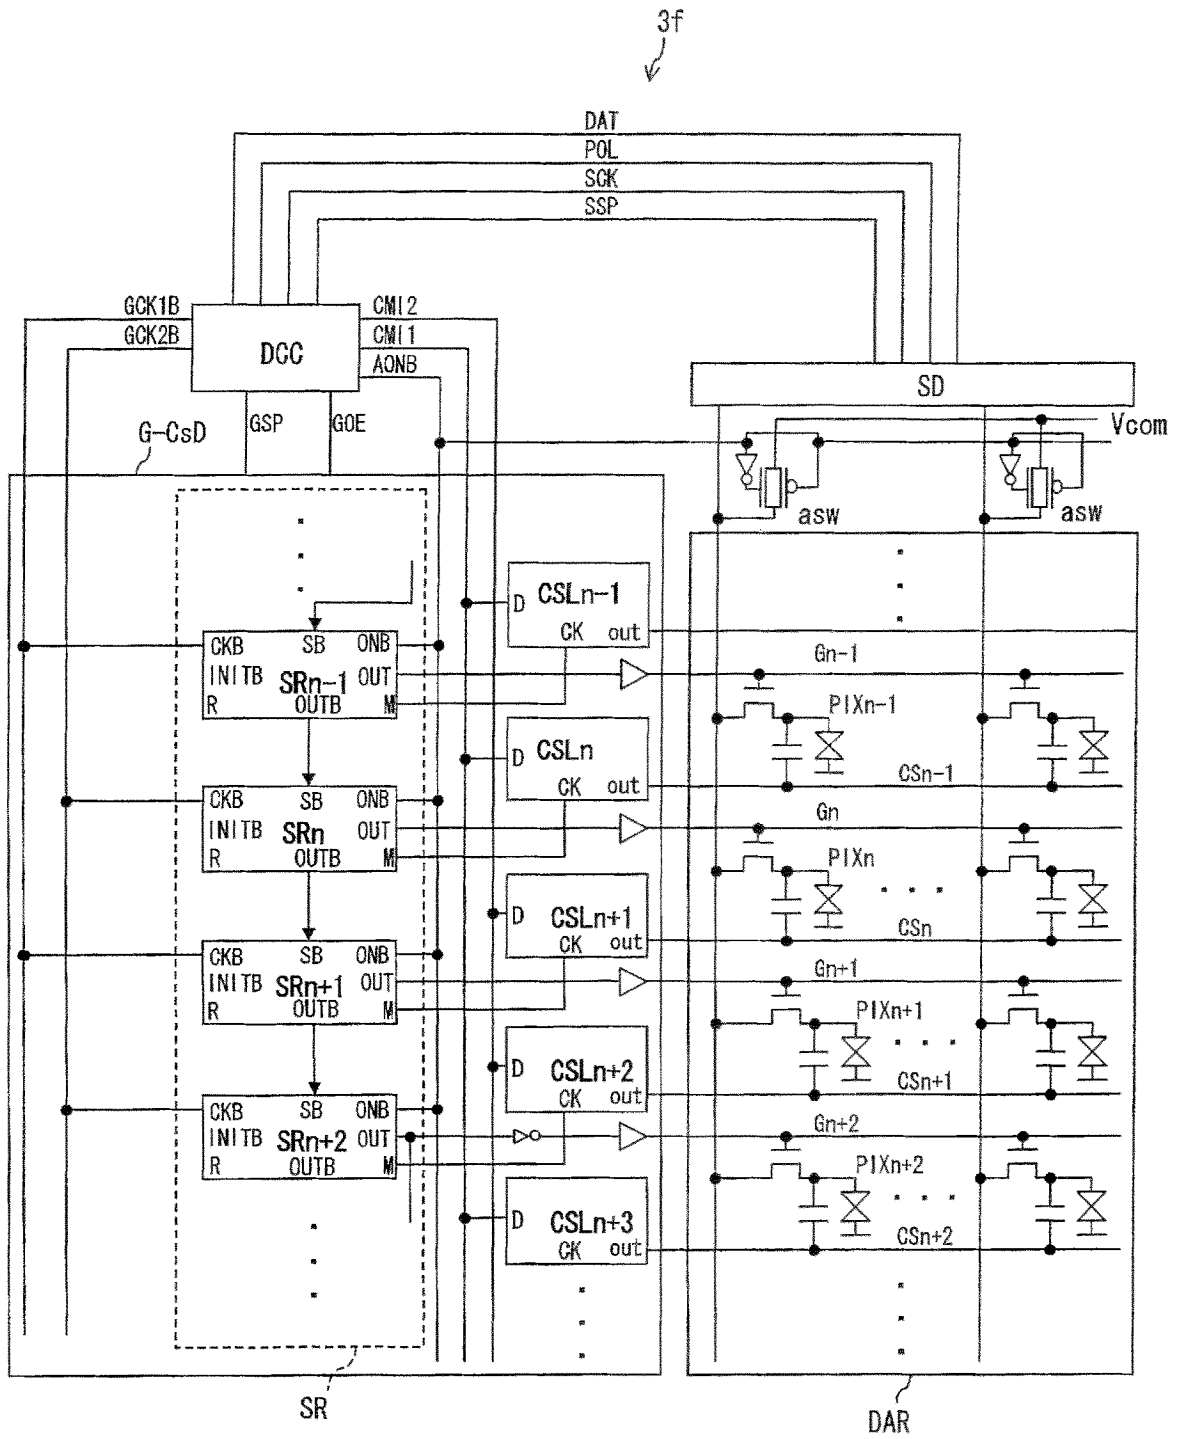 3f
DAT
POL
SCK
SSP
GCK1B
GCK2B
DCC
CMI2
CMI1
AONB
GSP
GOE
G-CsD
SD
Vcom
asw
asw
CKB SB ONB
INITB SRn-1 OUT
R OUTB M
CKB SB ONB
INITB SRn OUT
R OUTB M
CKB SB ONB
INITB SRn+1 OUT
R OUTB M
CKB SB ONB
INITB SRn+2 OUT
R OUTB M
D CSLn-1
CK out
D CSLn
CK out
D CSLn+1
CK out
D CSLn+2
CK out
D CSLn+3
CK out
Gn-1
PIXn-1
CSn-1
Gn
PIXn
CSn
Gn+1
PIXn+1
CSn+1
Gn+2
PIXn+2
CSn+2
SR
DAR